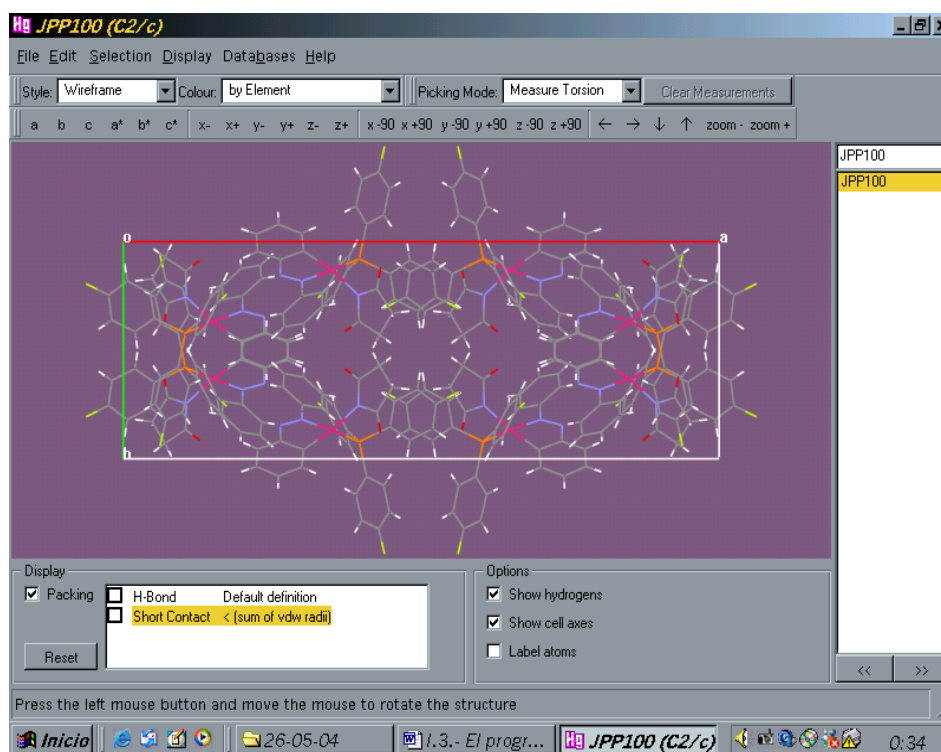 Hg JPP100 (C2/c)
File Edit Selection Display Databases Help
Style: Wireframe Colour: by Element Picking Mode: Measure Torsion Clear Measurements
a b c a* b* c* x- x+ y- y+ z- z+ x -90 x +90 y -90 y +90 z -90 z +90 ← → ↓ ↑ zoom - zoom +
JPP100
JPP100
o a
b
Display
Packing
H-Bond Default definition
Short Contact < (sum of vdw radii)
Reset
Options
Show hydrogens
Show cell axes
Label atoms
<< >>
Press the left mouse button and move the mouse to rotate the structure
Inicio 26-05-04 I.3.- El progr... Hg JPP100 (C2/c) 0:34